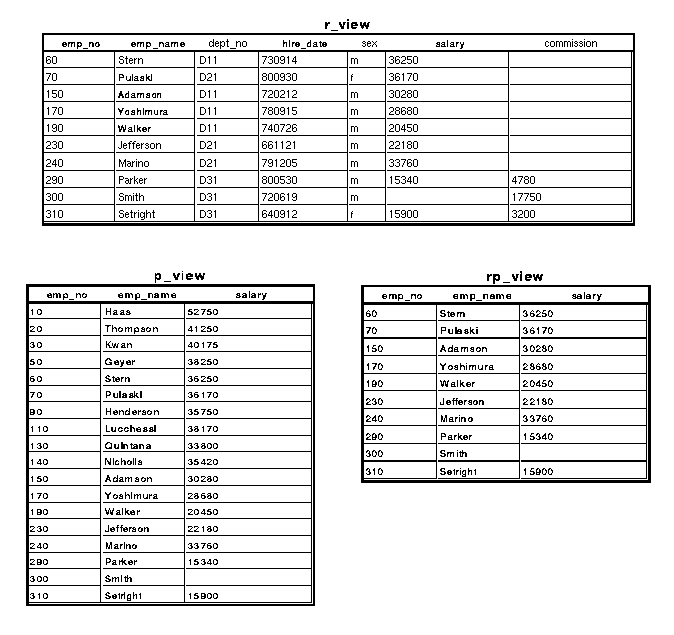 r_view
emp_no emp_name dept_no hire_date sex salary commission
60 Stern D11 730914 m 36250
70 Pulaski D21 800930 f 36170
150 Adamson D11 720212 m 30280
170 Yoshimura D11 780915 m 28680
190 Walker D11 740726 m 20450
230 Jefferson D21 661121 m 22180
240 Marino D21 791205 m 33760
290 Parker D31 800530 m 15340 4780
300 Smith D31 720619 m 17750
310 Setright D31 640912 f 15900 3200
p_view
emp_no emp_name salary
10 Haas 52750
20 Thompson 41250
30 Kwan 40175
50 Geyer 38250
60 Stern 36250
70 Pulaski 36170
90 Henderson 35750
110 Lucchessi 38170
130 Quintana 33800
140 Nicholls 35420
150 Adamson 30280
170 Yoshimura 28680
190 Walker 20450
230 Jefferson 22180
240 Marino 33760
290 Parker 15340
300 Smith
310 Setright 15900
rp_view
emp_no emp_name salary
60 Stern 36250
70 Pulaski 36170
150 Adamson 30280
170 Yoshimura 28680
190 Walker 20450
230 Jefferson 22180
240 Marino 33760
290 Parker 15340
300 Smith
310 Setright 15900